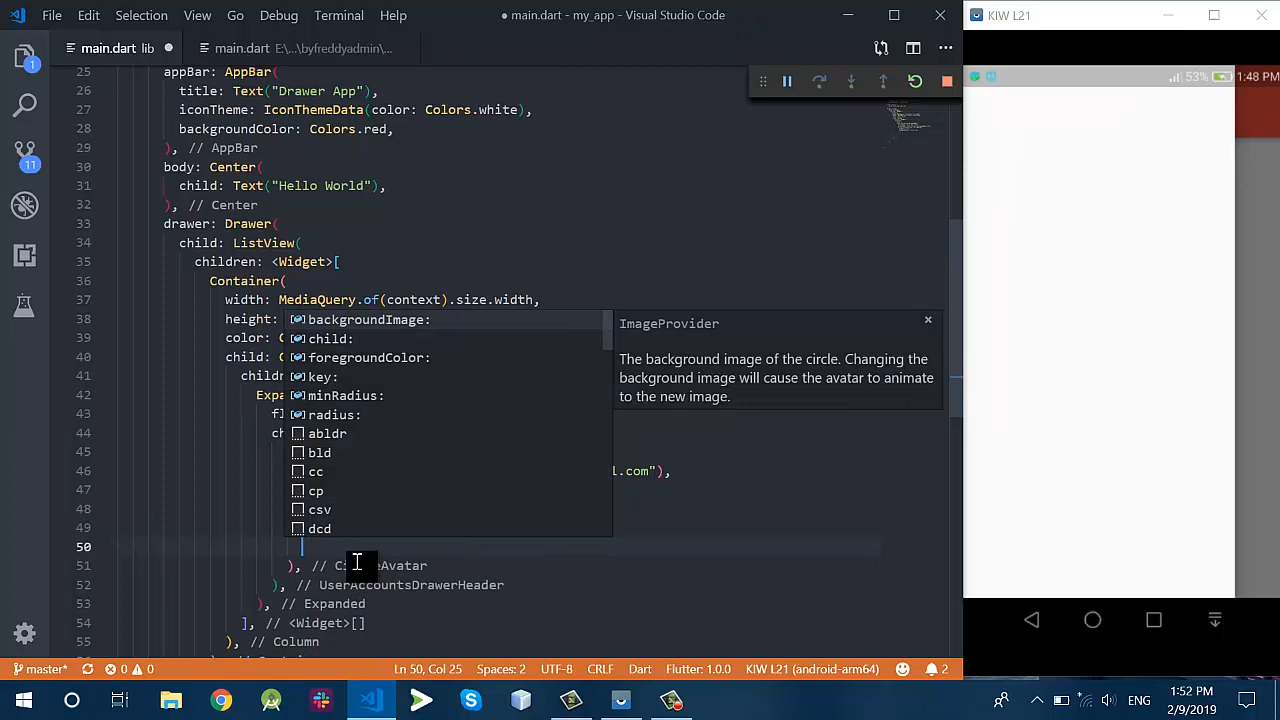 File Edit Selection View Go Debug Terminal Help
● main.dart - my_app - Visual Studio Code
KIW L21
main.dart lib ●
main.dart E:\...\byfreddyadmin\...
1
11
53% 1:48 PM
25 appBar: AppBar(
26 title: Text("Drawer App"),
27 iconTheme: IconThemeData(color: Colors.white),
28 backgroundColor: Colors.red,
29 ), // AppBar
30 body: Center(
31 child: Text("Hello World"),
32 ), // Center
33 drawer: Drawer(
34 child: ListView(
35 children: <Widget>[
36 Container(
37 width: MediaQuery.of(context).size.width,
38 height:
39 color:
40 child:
41
42
43
44
45
46 l.com"),
47
48
49
50
51 ), //
52 ), // UserAccountsDrawerHeader
53 ), // Expanded
54 ], // <Widget>[]
55 ), // Column
backgroundImage:
child:
foregroundColor:
key:
minRadius:
radius:
abldr
bld
cc
cp
csv
dcd
ImageProvider
The background image of the circle. Changing the
background image will cause the avatar to animate
to the new image.
master* 0 0 Ln 50, Col 25 Spaces: 2 UTF-8 CRLF Dart Flutter: 1.0.0 KIW L21 (android-arm64) 2
ENG
1:52 PM
2/9/2019